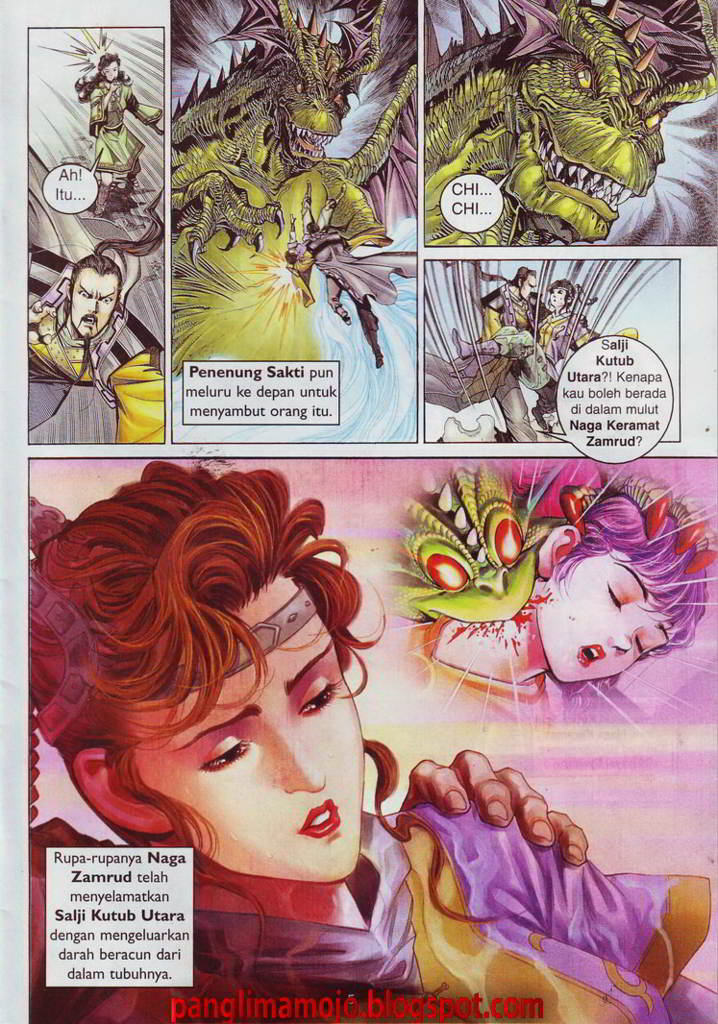 Ah!
Itu...
Penenung Sakti pun
meluru ke depan untuk
menyambut orang itu.
CHI...
CHI...
Salji
Kutub
Utara?! Kenapa
kau boleh berada
di dalam mulut
Naga Keramat
Zamrud?
Rupa-rupanya Naga
Zamrud telah
menyelamatkan
Salji Kutub Utara
dengan mengeluarkan
darah beracun dari
dalam tubuhnya.
5
panglimamojo.blogspot.com